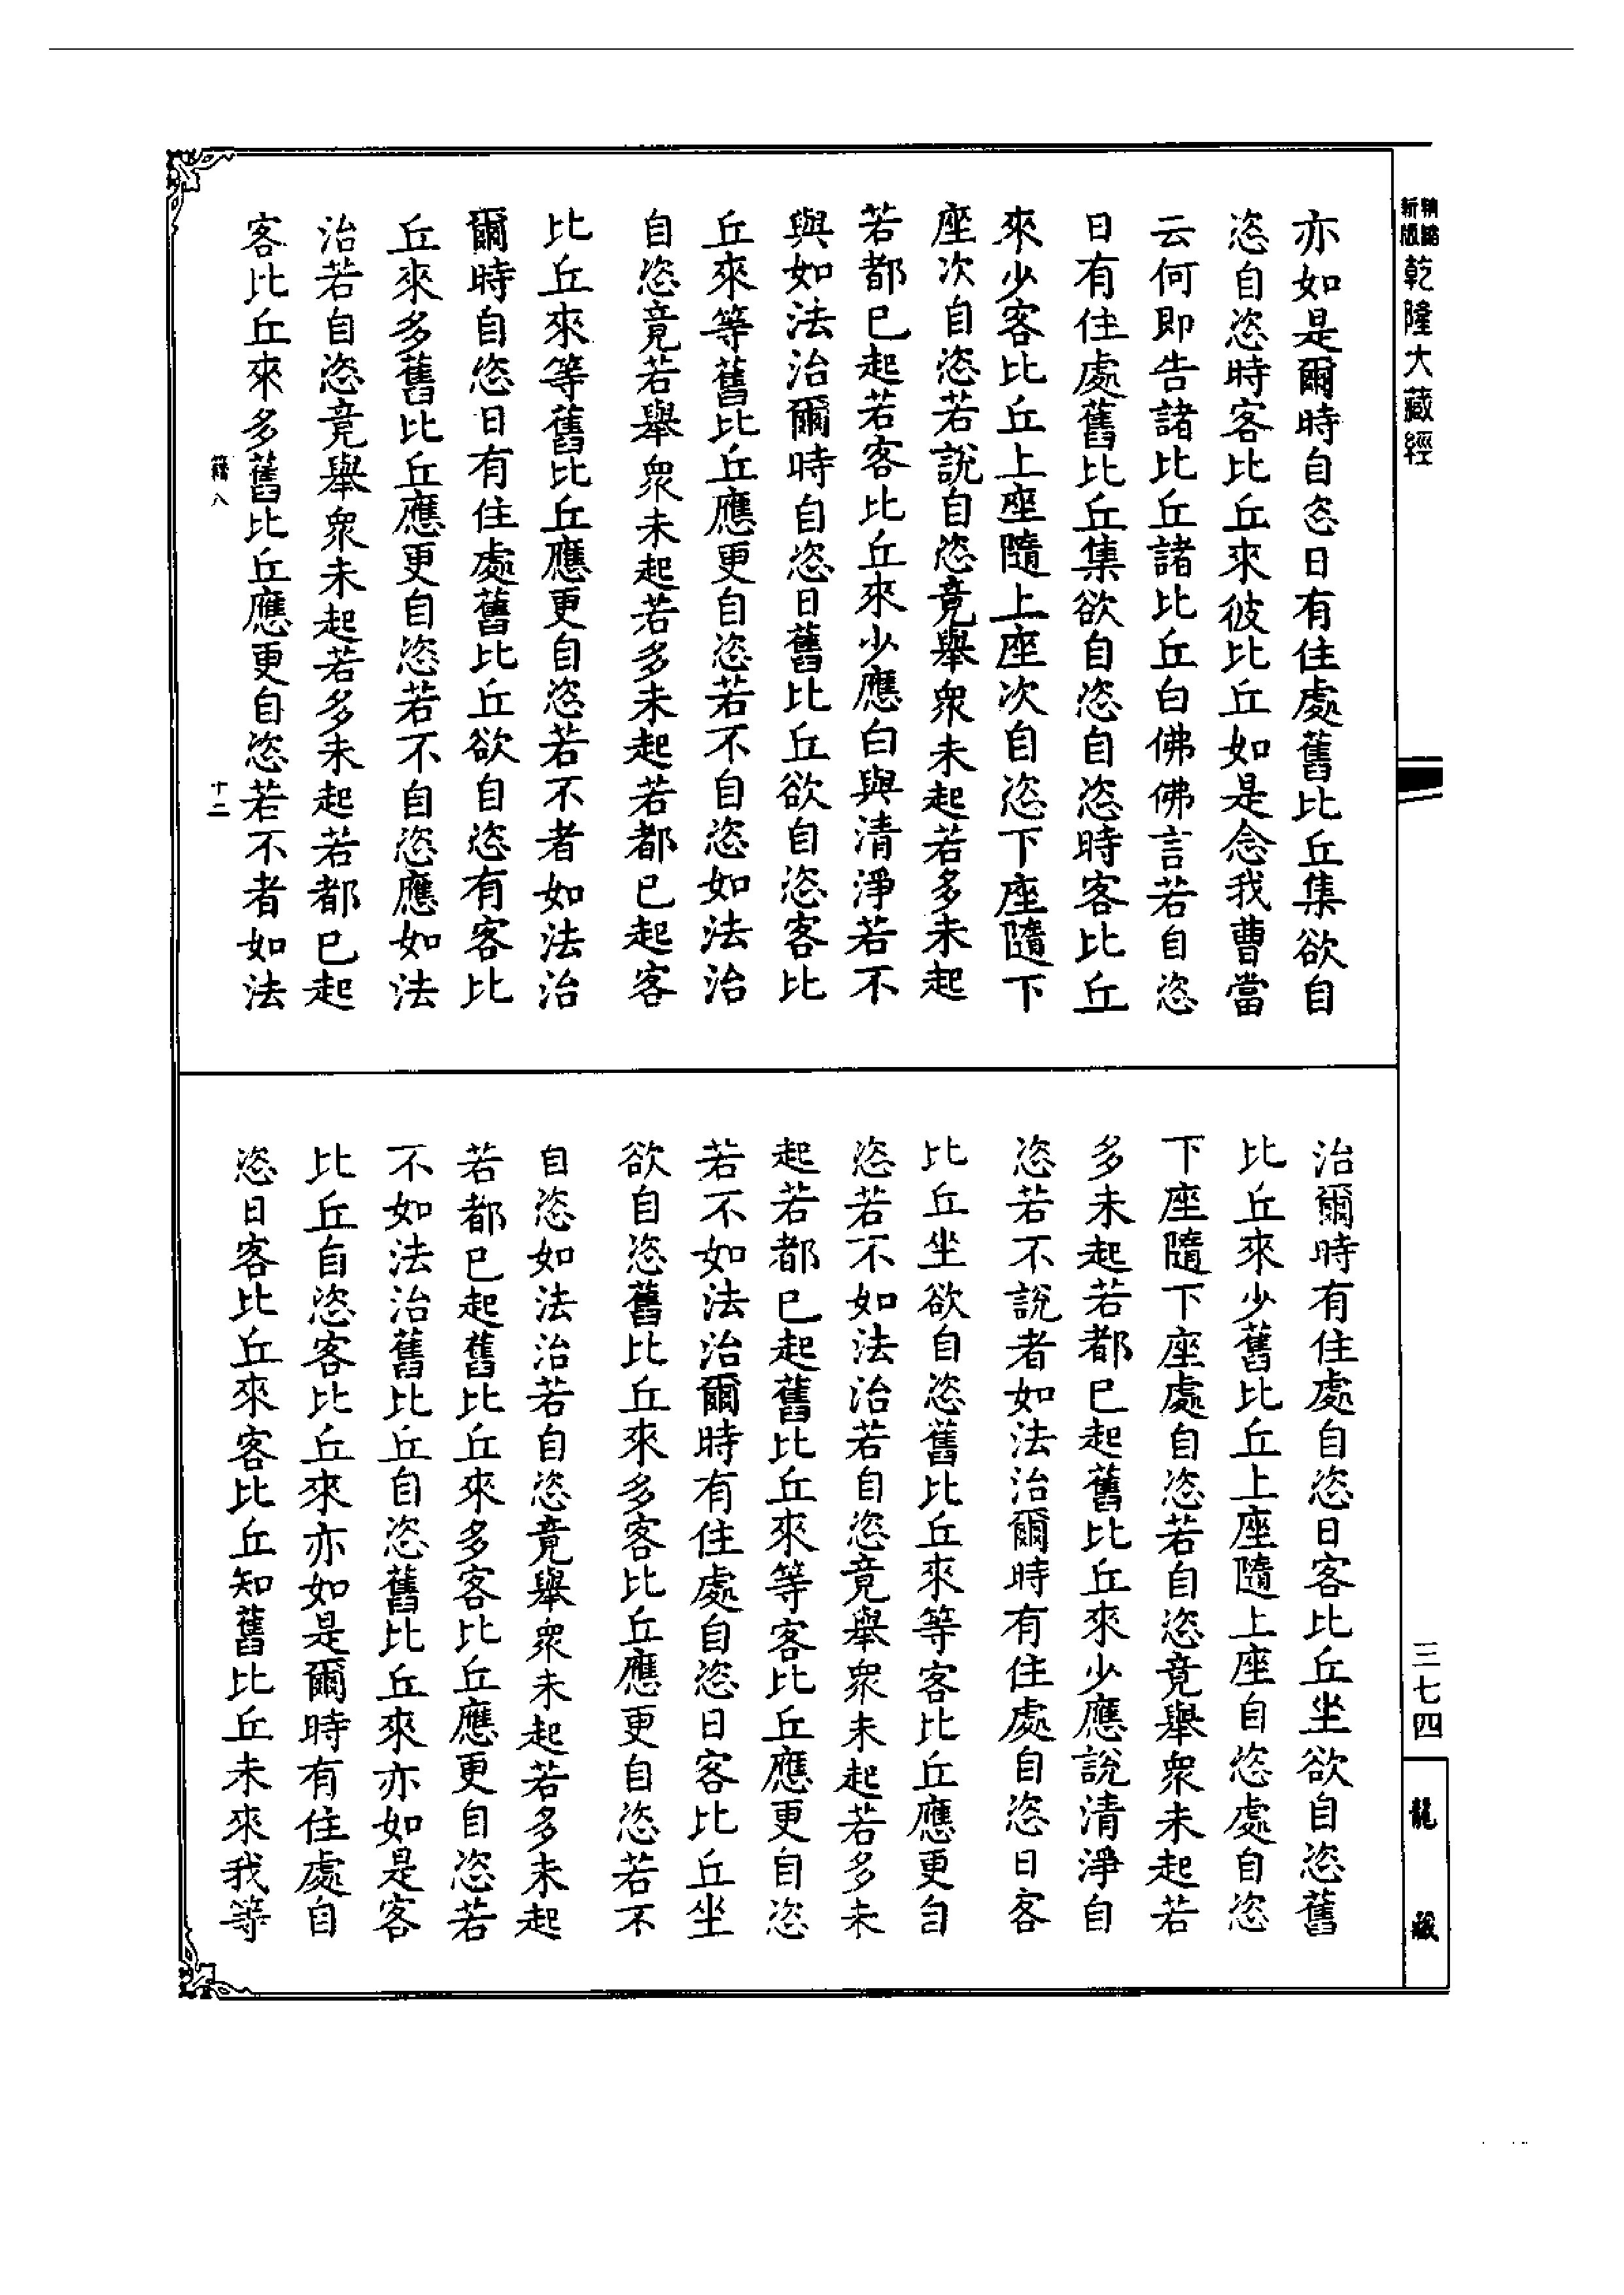 精縮新版乾隆大藏經
亦如是爾時自恣日有住處舊比丘集欲自
恣自恣時客比丘來彼比丘如是念我曹當
云何即告諸比丘諸比丘白佛佛言若自恣
日有住處舊比丘集欲自恣自恣時客比丘
來少客比丘上座隨上座次自恣下座隨下
座次自恣若說自恣竟舉眾未起若多未起
若都已起若客比丘來少應白與清淨若不
與如法治爾時自恣日舊比丘欲自恣客比
丘來等舊比丘應更自恣若不自恣如法治
自恣竟若舉眾未起若多未起若都已起客
比丘來等舊比丘應更自恣若不者如法治
爾時自恣日有住處舊比丘欲自恣有客比
丘來多舊比丘應更自恣若不自恣應如法
治若自恣竟舉眾未起若多未起若都已起
客比丘來多舊比丘應更自恣若不者如法
籍八 十二
治爾時有住處自恣日客比丘坐欲自恣舊
比丘來少舊比丘上座隨上座自恣處自恣
下座隨下座處自恣若自恣竟舉眾未起若
多未起若都已起舊比丘來少應說清淨自
恣若不說者如法治爾時有住處自恣日客
比丘坐欲自恣舊比丘來等客比丘應更自
恣若不如法治若自恣竟舉眾未起若多未
起若都已起舊比丘來等客比丘應更自恣
若不如法治爾時有住處自恣日客比丘坐
欲自恣舊比丘來多客比丘應更自恣若不
自恣如法治若自恣竟舉眾未起若多未起
若都已起舊比丘來多客比丘應更自恣若
不如法治舊比丘自恣舊比丘來亦如是客
比丘自恣客比丘來亦如是爾時有住處自
恣日客比丘來客比丘知舊比丘未來我等
三七四
龍藏